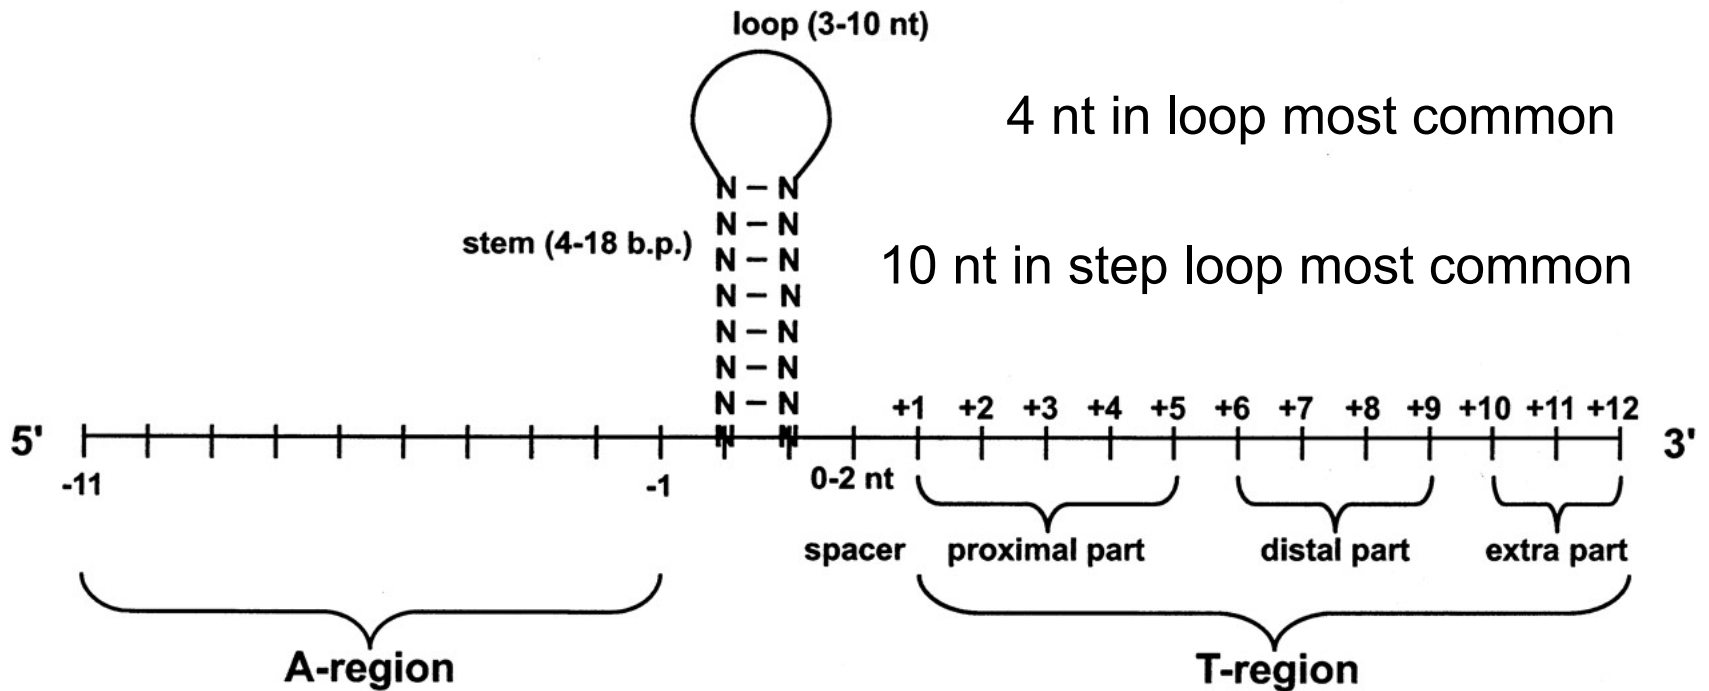 loop (3-10 nt)
4 nt in loop most common
N – N
N – N
stem (4-18 b.p.)
10 nt in step loop most common
N – N
N – N
N – N
N – N
N – N
N N
+1 +2 +3 +4 +5 +6 +7 +8 +9 +10 +11 +12
5' 3'
-11 -1 0-2 nt
spacer proximal part distal part extra part
A-region T-region